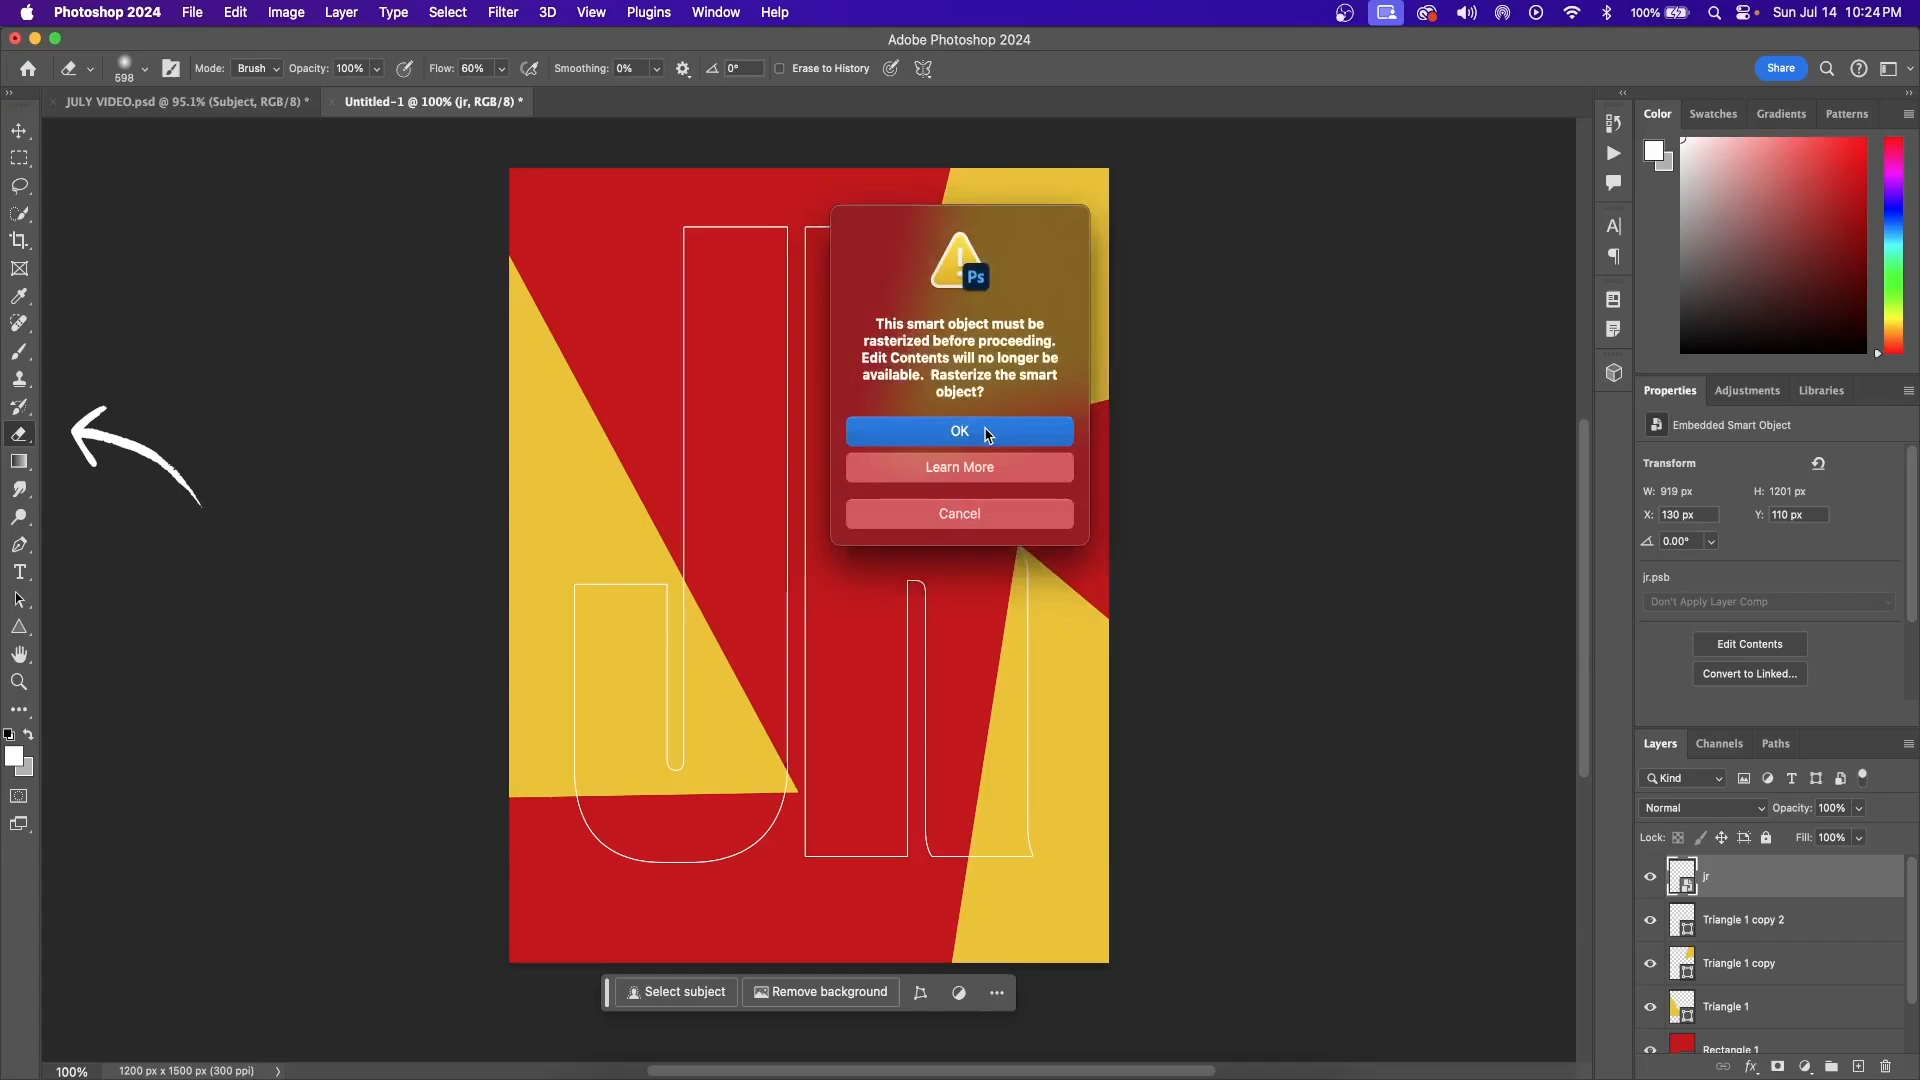 Photoshop 2024 File Edit Image Layer Type Select Filter 3D View Plugins Window Help 100% Sun Jul 14 10:24 PM
Adobe Photoshop 2024
598 Mode: Brush Opacity: 100% Flow: 60% Smoothing: 0% 0° Erase to History Share
JULY VIDEO.psd @ 95.1% (Subject, RGB/8) * Untitled-1 @ 100% (jr, RGB/8) *
Color Swatches Gradients Patterns
Ps
This smart object must be
rasterized before proceeding.
Edit Contents will no longer be
available. Rasterize the smart
object?
OK
Learn More
Cancel
Properties Adjustments Libraries
Embedded Smart Object
Transform
W: 919 px H: 1201 px
X: 130 px Y: 110 px
0.00°
jr.psb
Don't Apply Layer Comp
Edit Contents
Convert to Linked...
Layers Channels Paths
Kind
Normal Opacity: 100%
Lock: Fill: 100%
jr
Triangle 1 copy 2
Triangle 1 copy
Triangle 1
Rectangle 1
Select subject Remove background
100% 1200 px x 1500 px (300 ppi)